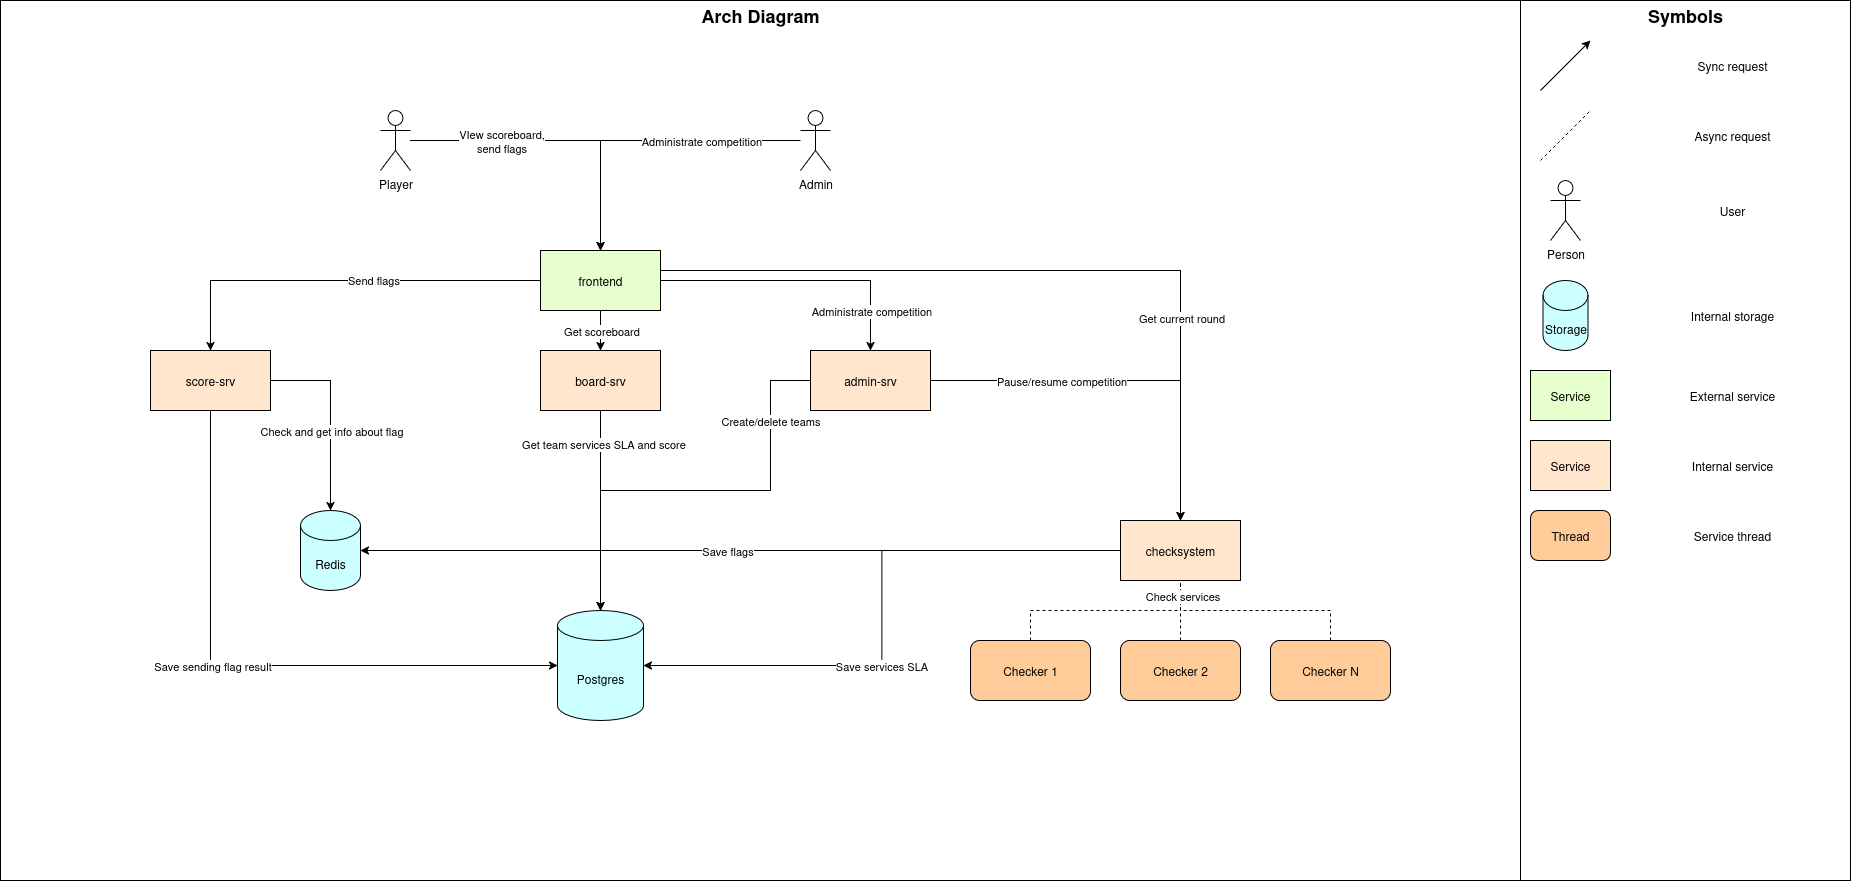 Arch Diagram
Symbols
Sync request
Async request
User
Person
Internal storage
Storage
Service
External service
Service
Internal service
Thread
Service thread
VIew scoreboard,
send flags
Administrate competition
Player
Admin
frontend
Send flags
Get scoreboard
Administrate competition
Get current round
score-srv
board-srv
admin-srv
Pause/resume competition
Check and get info about flag
Get team services SLA and score
Create/delete teams
Redis
Save flags
checksystem
Check services
Save sending flag result
Postgres
Save services SLA
Checker 1
Checker 2
Checker N